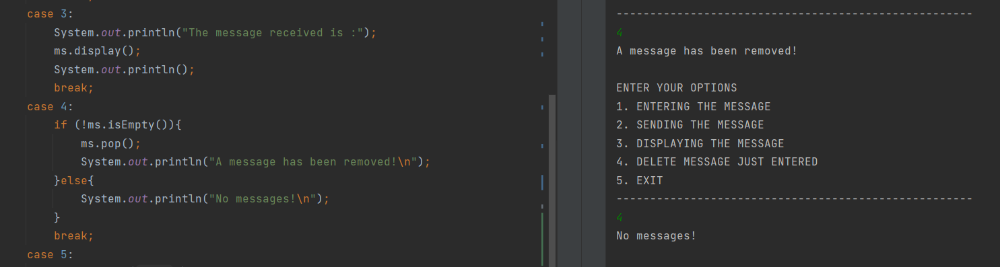 case 3:
System.out.println("The message received is :");
ms.display();
System.out.println();
break;
case 4:
if (!ms.isEmpty()){
ms.pop();
System.out.println("A message has been removed!\n");
}else{
System.out.println("No messages!\n");
}
break;
case 5:
-----------------------------------------------------
4
A message has been removed!
ENTER YOUR OPTIONS
1. ENTERING THE MESSAGE
2. SENDING THE MESSAGE
3. DISPLAYING THE MESSAGE
4. DELETE MESSAGE JUST ENTERED
5. EXIT
-----------------------------------------------------
4
No messages!